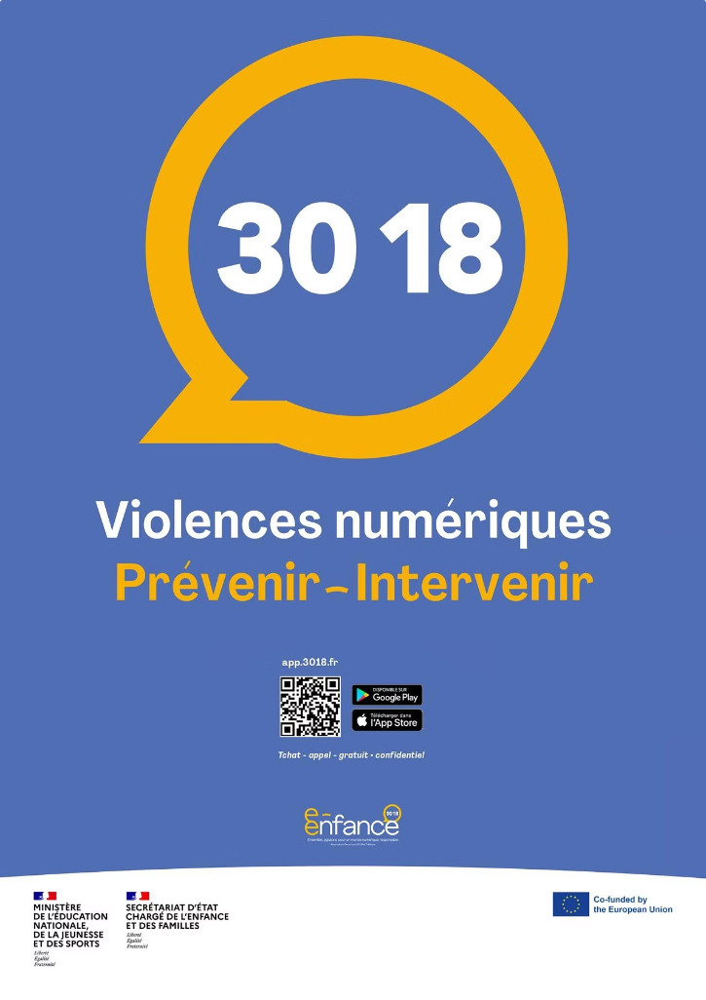 30 18
Violences numériques
Prévenir - Intervenir
app.3018.fr
DISPONIBLE SUR
Google Play
Télécharger dans
l'App Store
Tchat - appel - gratuit • confidentiel
e-enfance
30 18
MINISTÈRE
DE L'ÉDUCATION
NATIONALE,
DE LA JEUNESSE
ET DES SPORTS
Liberté
Égalité
Fraternité
SECRÉTARIAT D'ÉTAT
CHARGÉ DE L'ENFANCE
ET DES FAMILLES
Liberté
Égalité
Fraternité
Co-funded by
the European Union